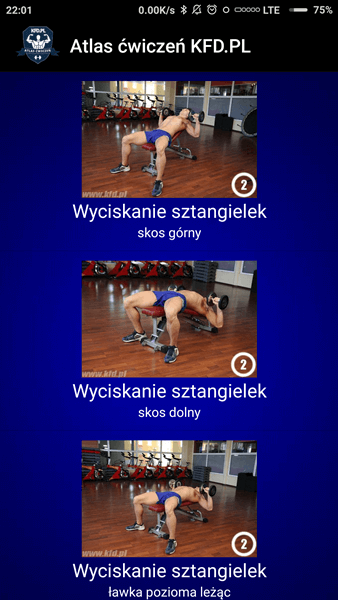 22:01 0.00K/s LTE 75%
KFD.PL
ATLAS ĆWICZEŃ
Atlas ćwiczeń KFD.PL
www.kfd.pl
2
Wyciskanie sztangielek
skos górny
www.kfd.pl
2
Wyciskanie sztangielek
skos dolny
www.kfd.pl
2
Wyciskanie sztangielek
ławka pozioma leżąc